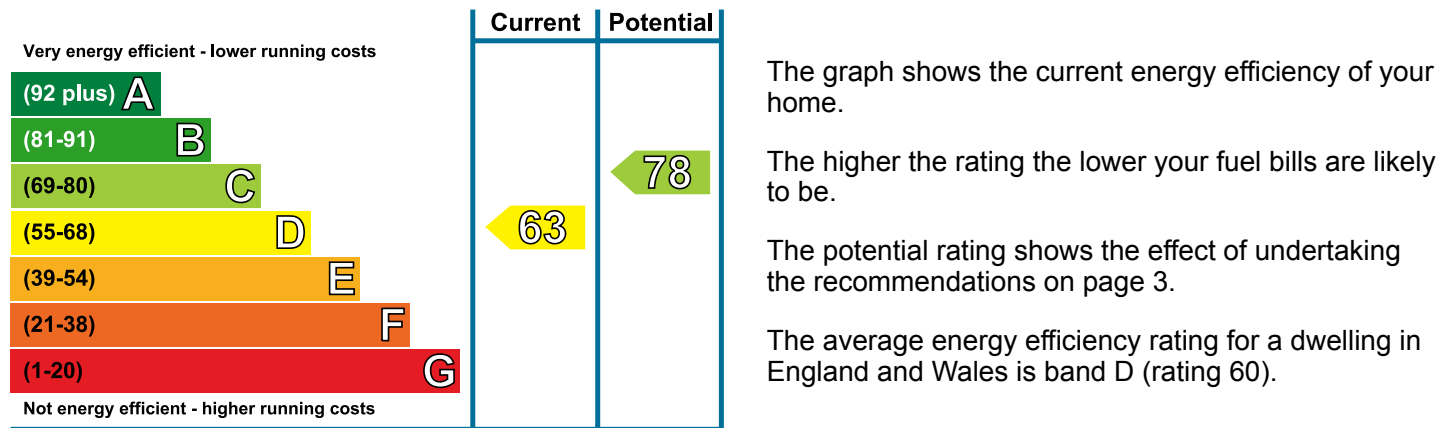 Current Potential
Very energy efficient - lower running costs
(92 plus) A
(81-91) B
(69-80) C
(55-68) D
(39-54) E
(21-38) F
(1-20) G
Not energy efficient - higher running costs
63
78
The graph shows the current energy efficiency of your
home.
The higher the rating the lower your fuel bills are likely
to be.
The potential rating shows the effect of undertaking
the recommendations on page 3.
The average energy efficiency rating for a dwelling in
England and Wales is band D (rating 60).